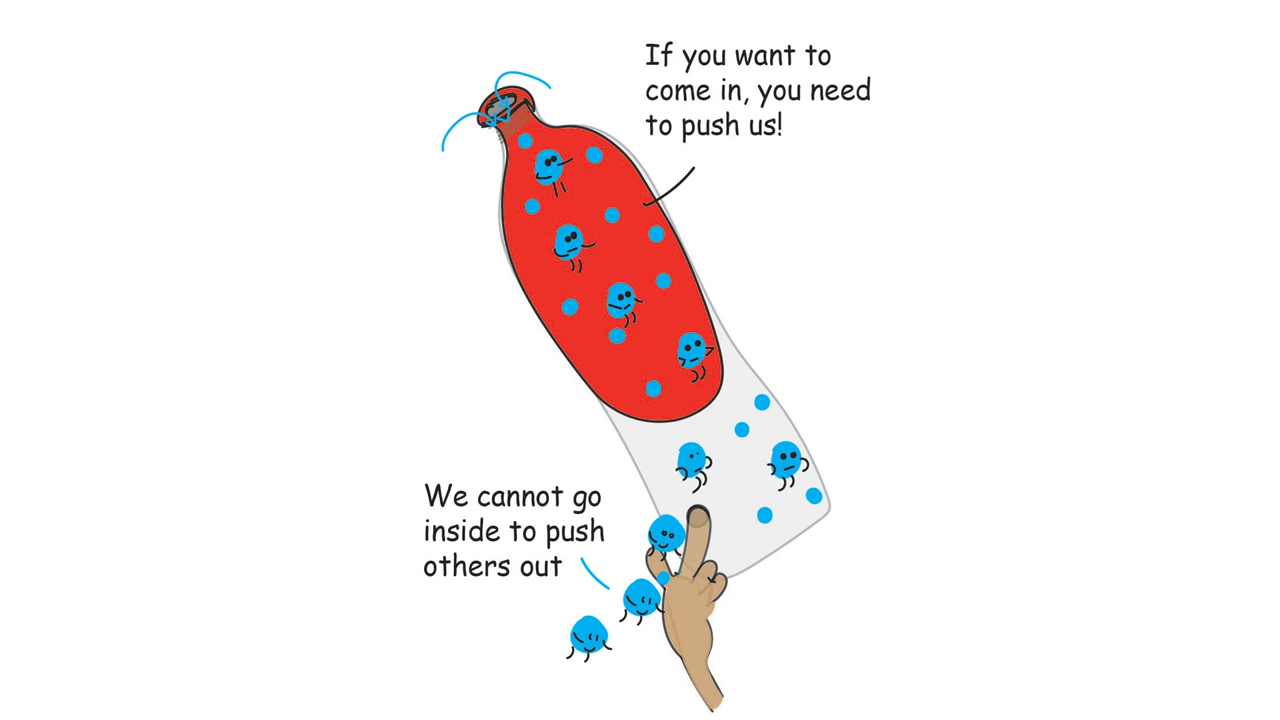 If you want to
come in, you need
to push us!
We cannot go
inside to push
others out